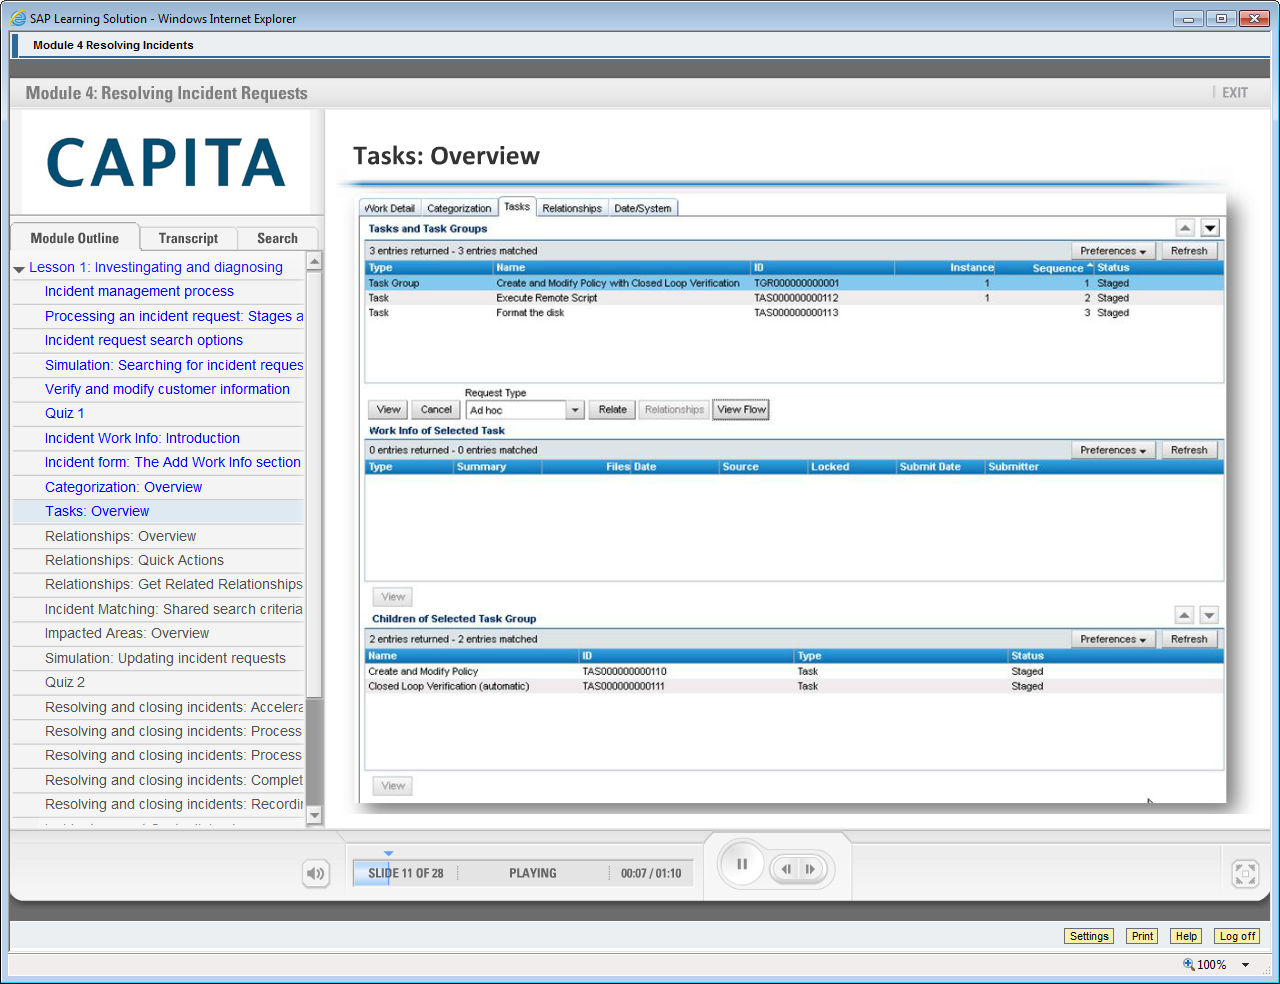 SAP Learning Solution - Windows Internet Explorer
Module 4 Resolving Incidents
Module 4: Resolving Incident Requests
EXIT
CAPITA
Module Outline Transcript Search
Lesson 1: Investingating and diagnosing
Incident management process
Processing an incident request: Stages a
Incident request search options
Simulation: Searching for incident reques
Verify and modify customer information
Quiz 1
Incident Work Info: Introduction
Incident form: The Add Work Info section
Categorization: Overview
Tasks: Overview
Relationships: Overview
Relationships: Quick Actions
Relationships: Get Related Relationships
Incident Matching: Shared search criteria
Impacted Areas: Overview
Simulation: Updating incident requests
Quiz 2
Resolving and closing incidents: Accelera
Resolving and closing incidents: Process
Resolving and closing incidents: Process
Resolving and closing incidents: Complet
Resolving and closing incidents: Recordin
Tasks: Overview
Work Detail Categorization Tasks Relationships Date/System
Tasks and Task Groups
3 entries returned - 3 entries matched Preferences Refresh
Type Name ID Instance Sequence Status
Task Group Create and Modify Policy with Closed Loop Verification TGR000000000001 1 1 Staged
Task Execute Remote Script TAS000000000112 1 2 Staged
Task Format the disk TAS000000000113 3 Staged
Request Type
View Cancel Ad hoc Relate Relationships View Flow
Work Info of Selected Task
0 entries returned - 0 entries matched Preferences Refresh
Type Summary Files Date Source Locked Submit Date Submitter
View
Children of Selected Task Group
2 entries returned - 2 entries matched Preferences Refresh
Name ID Type Status
Create and Modify Policy TAS000000000110 Task Staged
Closed Loop Verification (automatic) TAS000000000111 Task Staged
View
SLIDE 11 OF 28 PLAYING 00:07 / 01:10
Settings Print Help Log off
100%